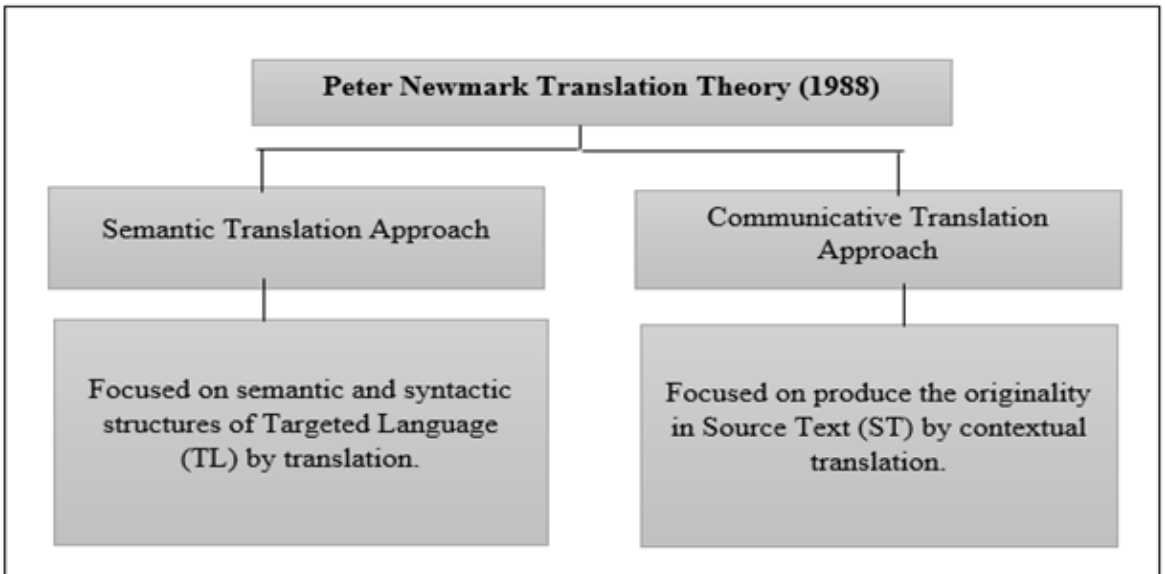 Peter Newmark Translation Theory (1988)
Semantic Translation Approach
Communicative Translation
Approach
Focused on semantic and syntactic
structures of Targeted Language
(TL) by translation.
Focused on produce the originality
in Source Text (ST) by contextual
translation.